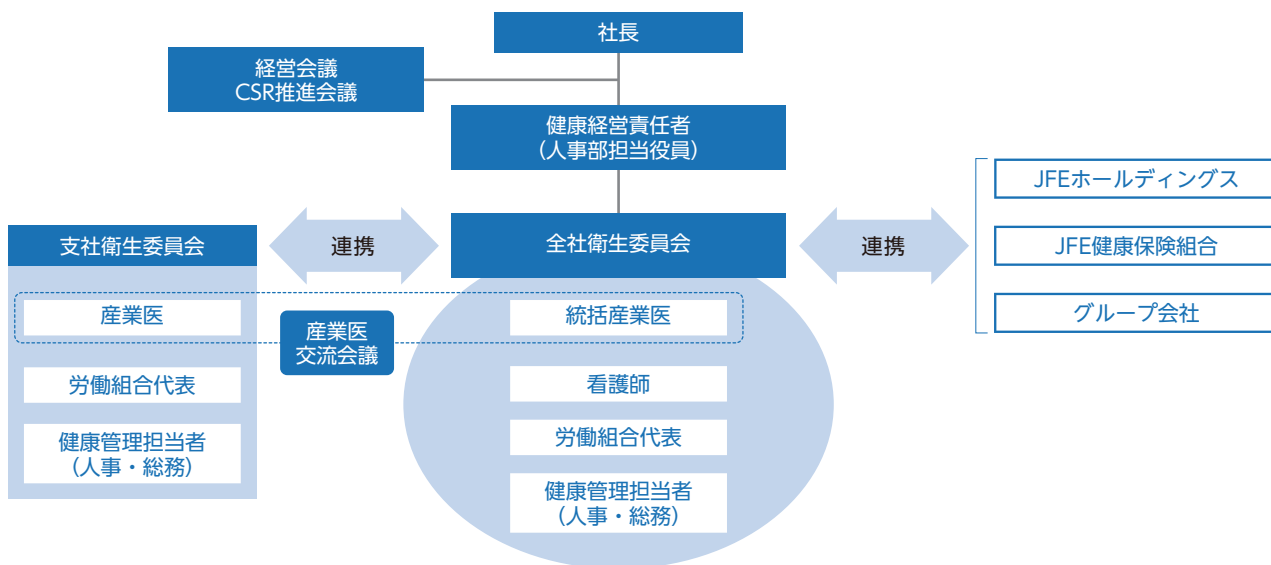 社長
経営会議
CSR推進会議
健康経営責任者
（人事部担当役員）
支社衛生委員会
連携
全社衛生委員会
連携
JFEホールディングス
JFE健康保険組合
グループ会社
産業医
産業医
交流会議
統括産業医
労働組合代表
健康管理担当者
（人事・総務）
看護師
労働組合代表
健康管理担当者
（人事・総務）